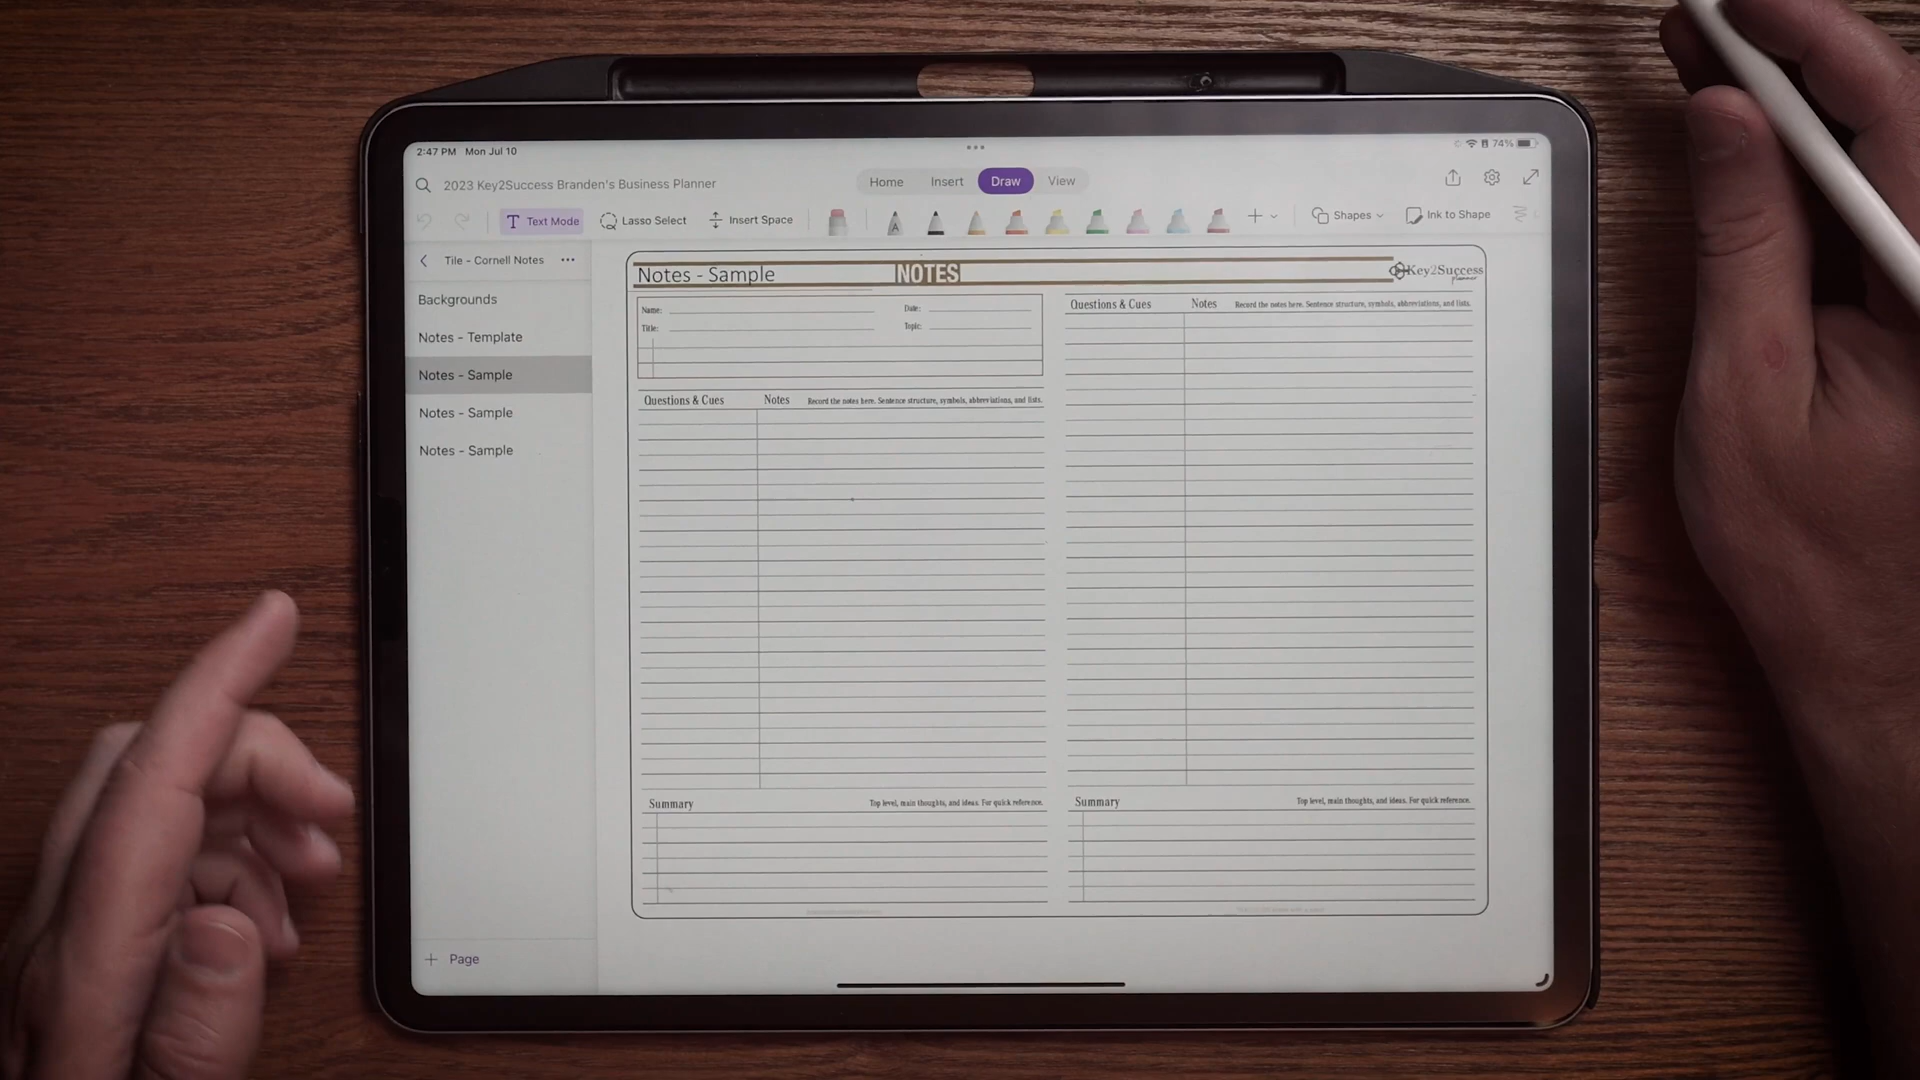 2:47 PM Mon Jul 10
74%
2023 Key2Success Branden's Business Planner
Home Insert Draw View
Text Mode Lasso Select Insert Space
A
Shapes Ink to Shape
Tile - Cornell Notes
Backgrounds
Notes - Template
Notes - Sample
Notes - Sample
Notes - Sample
Page
Notes - Sample NOTES Key2Success
Planner
Name: Date:
Title: Topic:
Questions & Cues Notes Record the notes here. Sentence structure, symbols, abbreviations, and lists.
Summary Top level, main thoughts, and ideas. For quick reference.
Questions & Cues Notes Record the notes here. Sentence structure, symbols, abbreviations, and lists.
Summary Top level, main thoughts, and ideas. For quick reference.